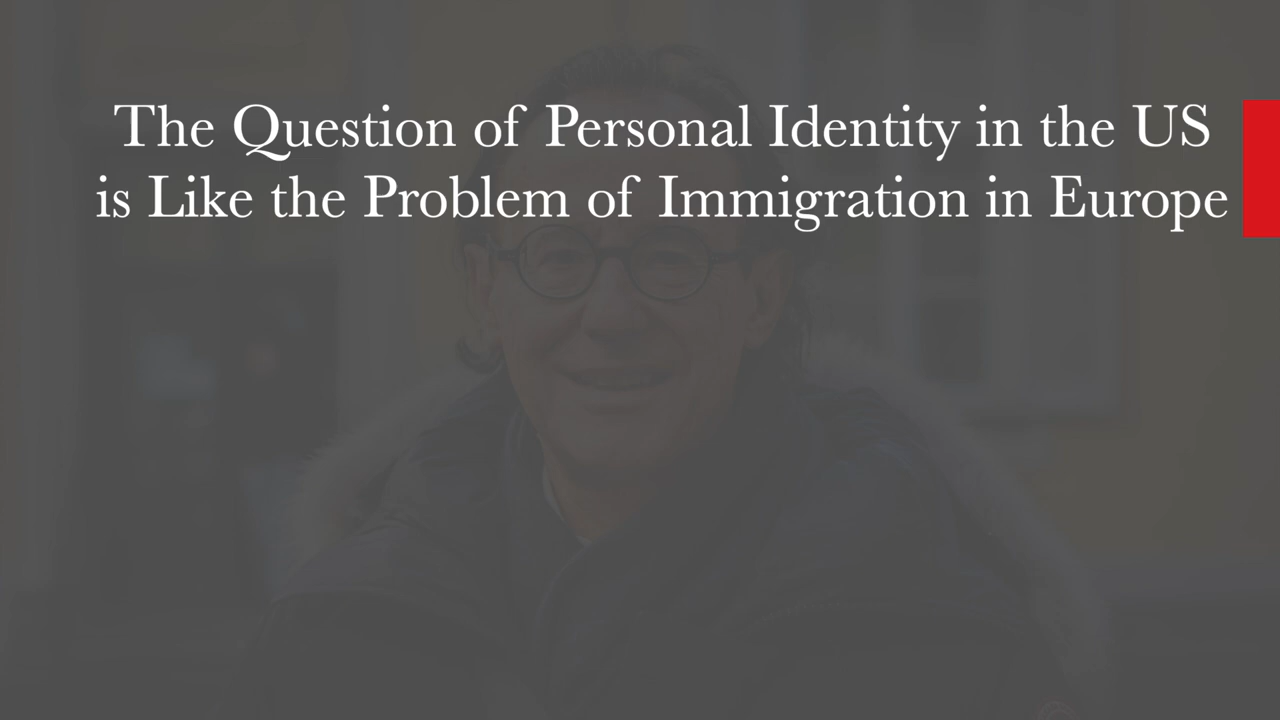 The Question of Personal Identity in the US
is Like the Problem of Immigration in Europe